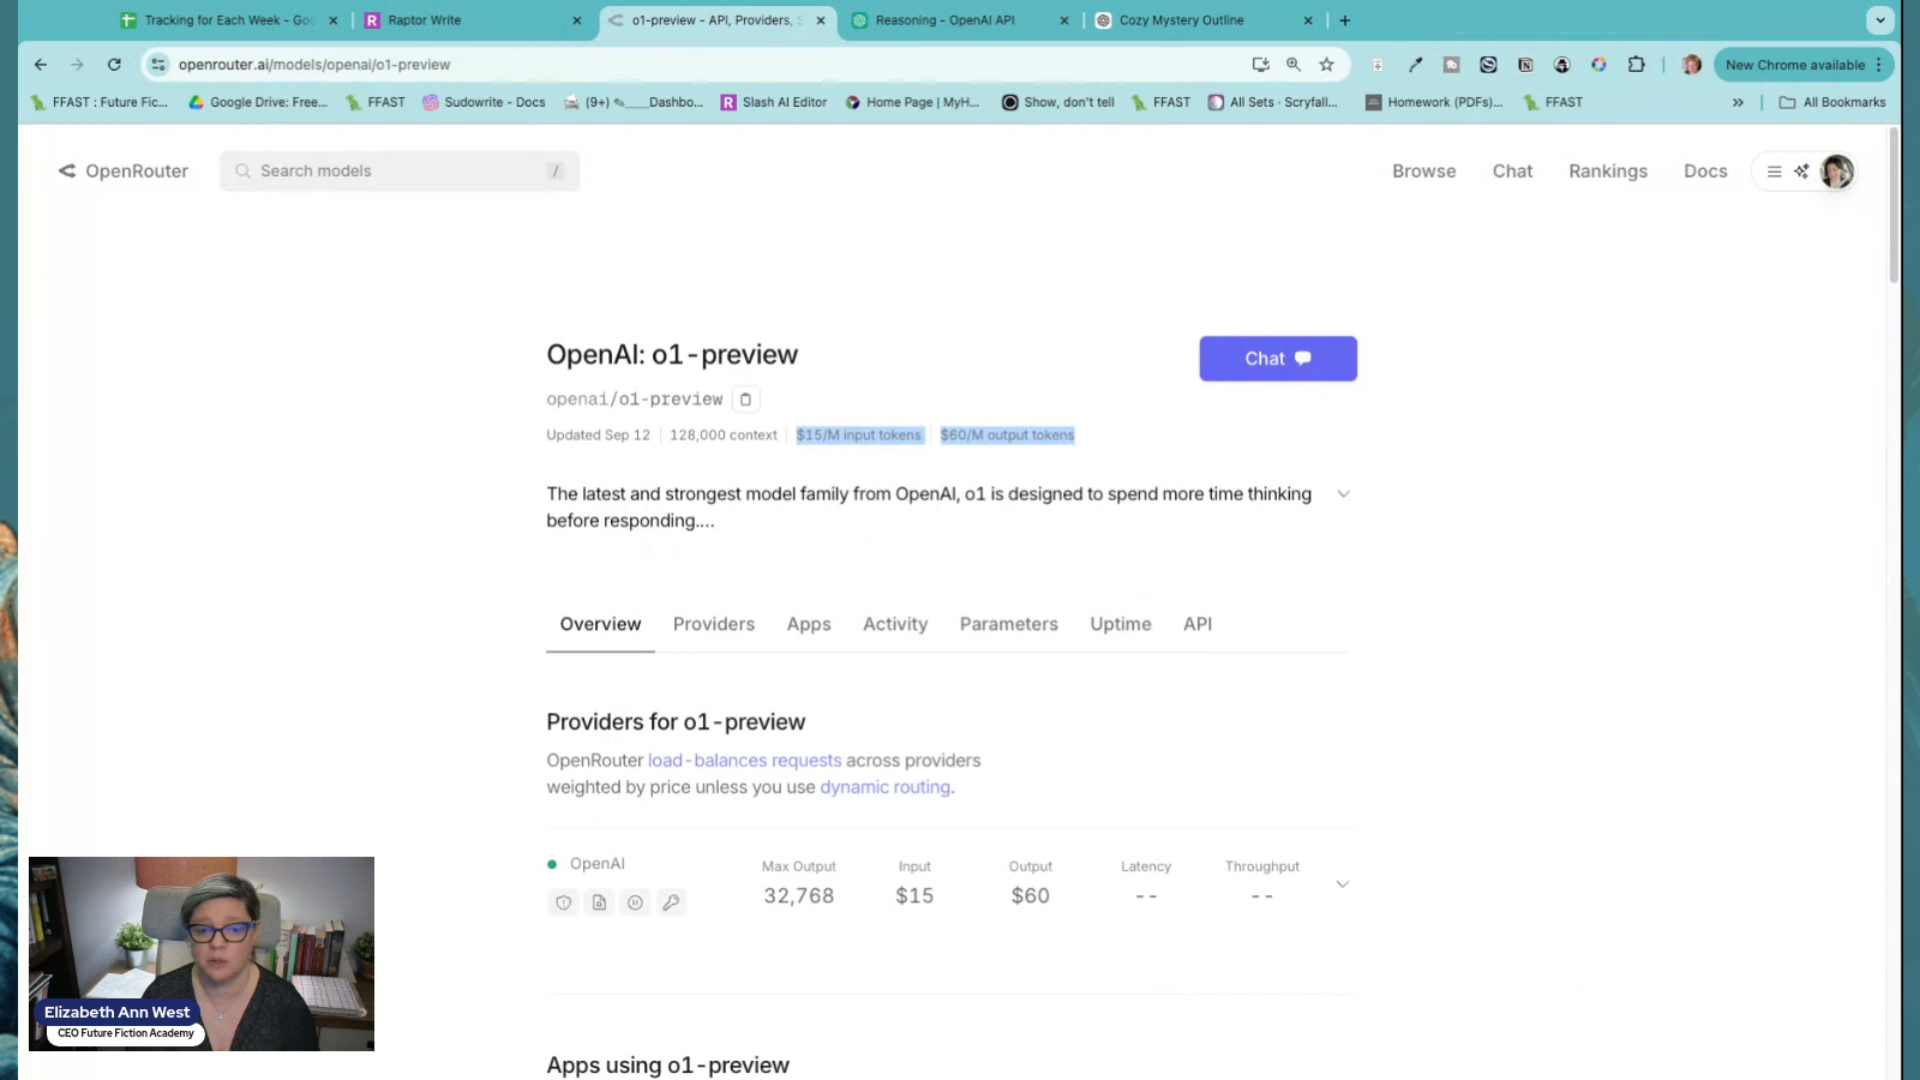 Tracking for Each Week - Go
Raptor Write
o1-preview - API, Providers, S
Reasoning - OpenAI API
Cozy Mystery Outline
openrouter.ai/models/openai/o1-preview
New Chrome available
FFAST : Future Fic...
Google Drive: Free...
FFAST
Sudowrite - Docs
(9+) ✎____Dashbo...
Slash AI Editor
Home Page | MyH...
Show, don't tell
FFAST
All Sets · Scryfall...
Homework (PDFs)...
FFAST
»
All Bookmarks
OpenRouter
Search models
/
Browse
Chat
Rankings
Docs
OpenAI: o1-preview
Chat
openai/o1-preview
Updated Sep 12
128,000 context
$15/M input tokens
$60/M output tokens
The latest and strongest model family from OpenAI, o1 is designed to spend more time thinking
before responding....
Overview
Providers
Apps
Activity
Parameters
Uptime
API
Providers for o1-preview
OpenRouter load-balances requests across providers
weighted by price unless you use dynamic routing.
OpenAI
Max Output
Input
Output
Latency
Throughput
32,768
$15
$60
--
--
Elizabeth Ann West
CEO Future Fiction Academy
Apps using o1-preview